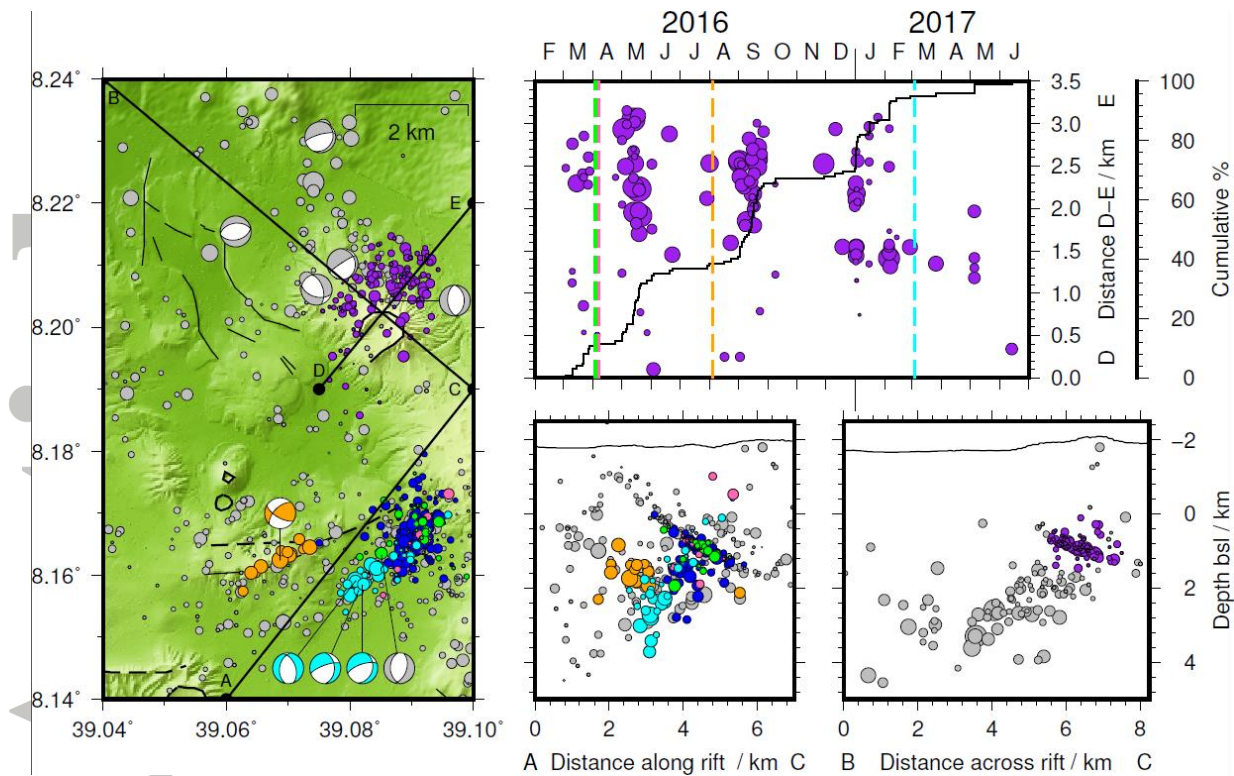 2016 2017
F M A M J J A S O N D J F M A M J
8.24° 3.5 100
B
2 km
E
3.0
80
2.5
8.22°
E
2.0
60
1.5
40
1.0
20
8.20°
0.5
D
0.0 0
D
C
Distance D−E / km
Cumulative %
8.18°
−2
0
8.16°
2
4
Depth bsl / km
A
8.14°
39.04° 39.06° 39.08° 39.10°
0 2 4 6
0 2 4 6 8
A Distance along rift / km C
B Distance across rift / km C